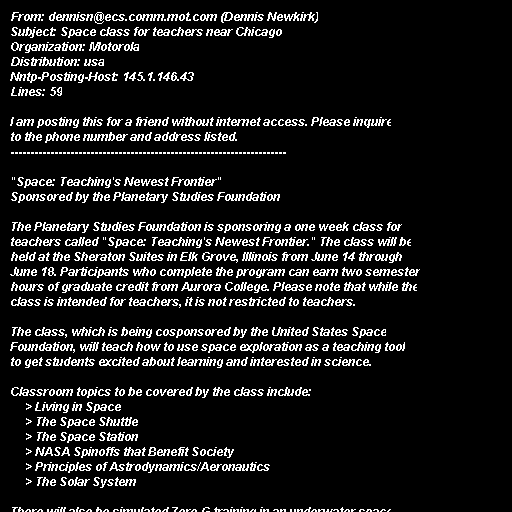 From: dennisn@ecs.comm.mot.com (Dennis Newkirk)
Subject: Space class for teachers near Chicago
Organization: Motorola
Distribution: usa
Nntp-Posting-Host: 145.1.146.43
Lines: 59

I am posting this for a friend without internet access. Please inquire
to the phone number and address listed.
---------------------------------------------------------------------

"Space: Teaching's Newest Frontier"
Sponsored by the Planetary Studies Foundation

The Planetary Studies Foundation is sponsoring a one week class for
teachers called "Space: Teaching's Newest Frontier." The class will be
held at the Sheraton Suites in Elk Grove, Illinois from June 14 through
June 18. Participants who complete the program can earn two semester
hours of graduate credit from Aurora College. Please note that while the
class is intended for teachers, it is not restricted to teachers.

The class, which is being cosponsored by the United States Space
Foundation, will teach how to use space exploration as a teaching tool
to get students excited about learning and interested in science.

Classroom topics to be covered by the class include:
> Living in Space
> The Space Shuttle
> The Space Station
> NASA Spinoffs that Benefit Society
> Principles of Astrodynamics/Aeronautics
> The Solar System

There will also be simulated Zero-G training in an underwater space